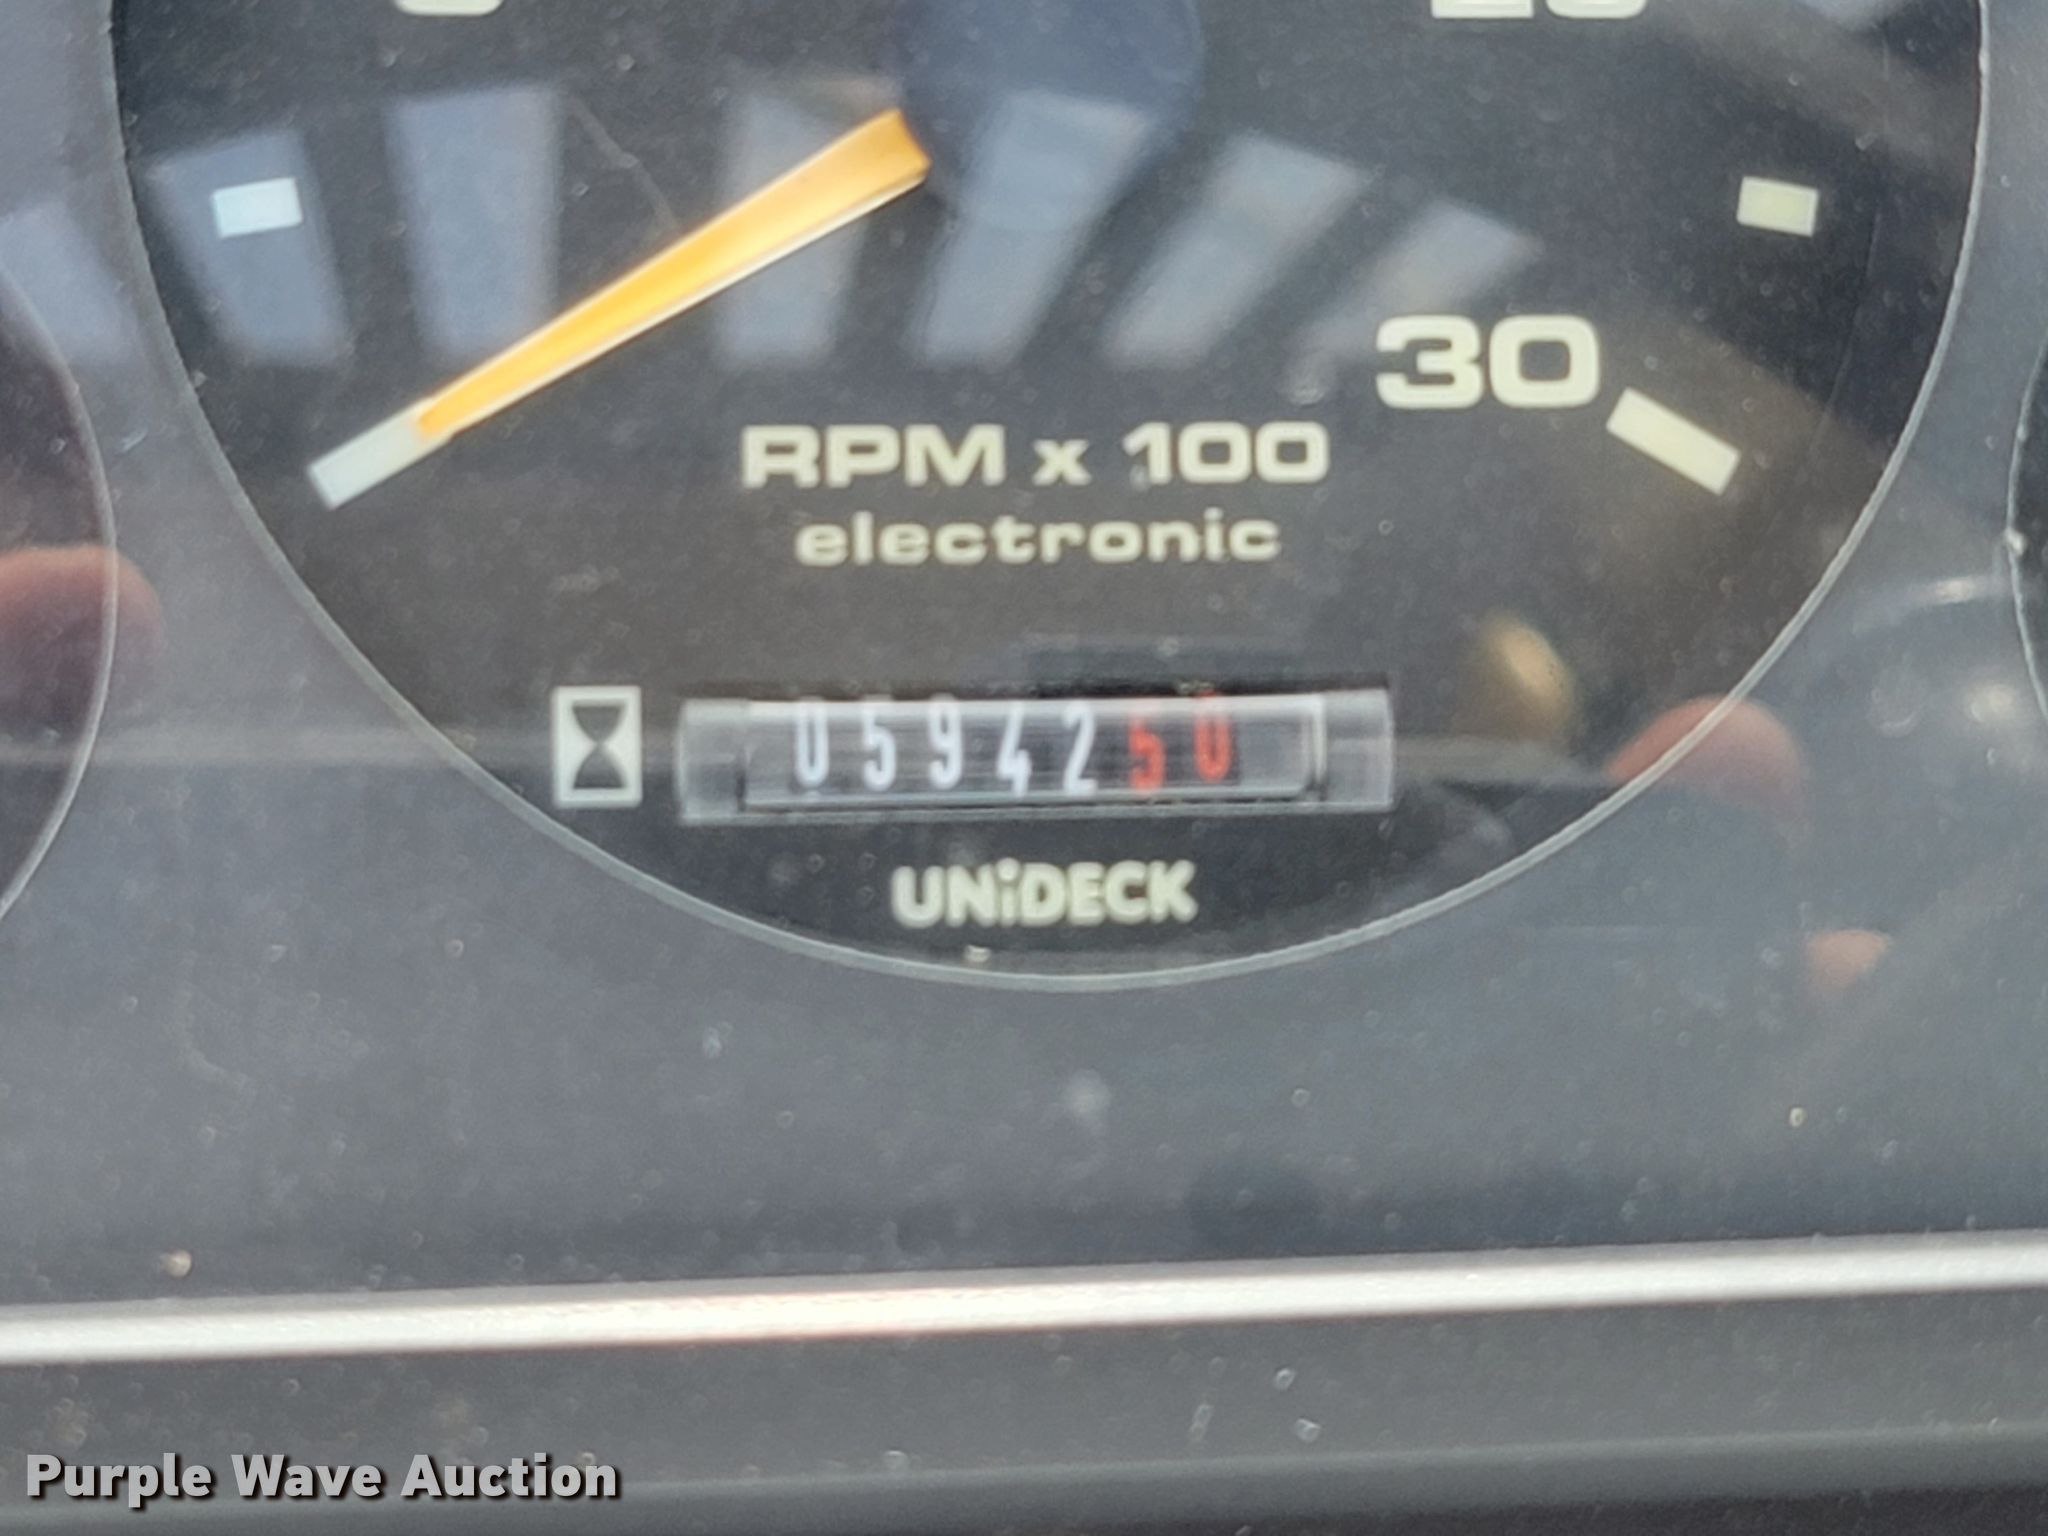 30
RPM x 100
electronic
0594250
UNiDECK
Purple Wave Auction